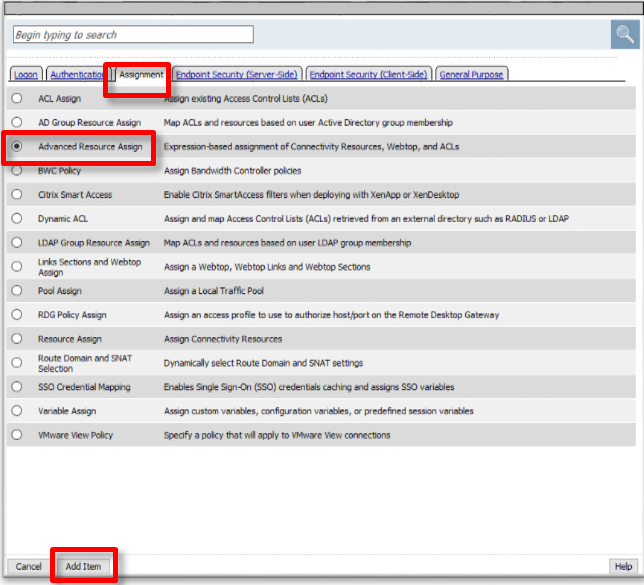 Begin typing to search
Logon Authentication Assignment Endpoint Security (Server-Side) Endpoint Security (Client-Side) General Purpose
ACL Assign Assign existing Access Control Lists (ACLs)
AD Group Resource Assign Map ACLs and resources based on user Active Directory group membership
Advanced Resource Assign Expression-based assignment of Connectivity Resources, Webtop, and ACLs
BWC Policy Assign Bandwidth Controller policies
Citrix Smart Access Enable Citrix SmartAccess filters when deploying with XenApp or XenDesktop
Dynamic ACL Assign and map Access Control Lists (ACLs) retrieved from an external directory such as RADIUS or LDAP
LDAP Group Resource Assign Map ACLs and resources based on user LDAP group membership
Links Sections and Webtop
Assign Assign a Webtop, Webtop Links and Webtop Sections
Pool Assign Assign a Local Traffic Pool
RDG Policy Assign Assign an access profile to use to authorize host/port on the Remote Desktop Gateway
Resource Assign Assign Connectivity Resources
Route Domain and SNAT
Selection Dynamically select Route Domain and SNAT settings
SSO Credential Mapping Enables Single Sign-On (SSO) credentials caching and assigns SSO variables
Variable Assign Assign custom variables, configuration variables, or predefined session variables
VMware View Policy Specify a policy that will apply to VMware View connections
Cancel Add Item Help